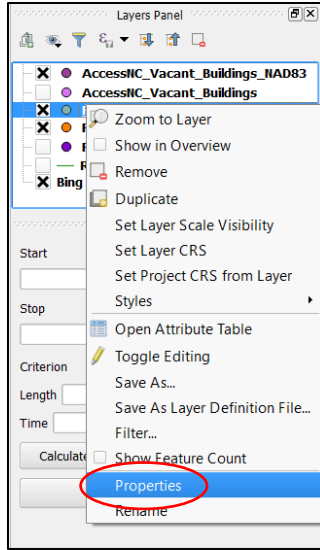 Layers Panel
AccessNC_Vacant_Buildings_NAD83
AccessNC_Vacant_Buildings
Bing
Zoom to Layer
Show in Overview
Remove
Duplicate
Set Layer Scale Visibility
Set Layer CRS
Set Project CRS from Layer
Styles
Open Attribute Table
Toggle Editing
Save As...
Save As Layer Definition File...
Filter...
Show Feature Count
Properties
Rename
Start
Stop
Criterion
Length
Time
Calculate